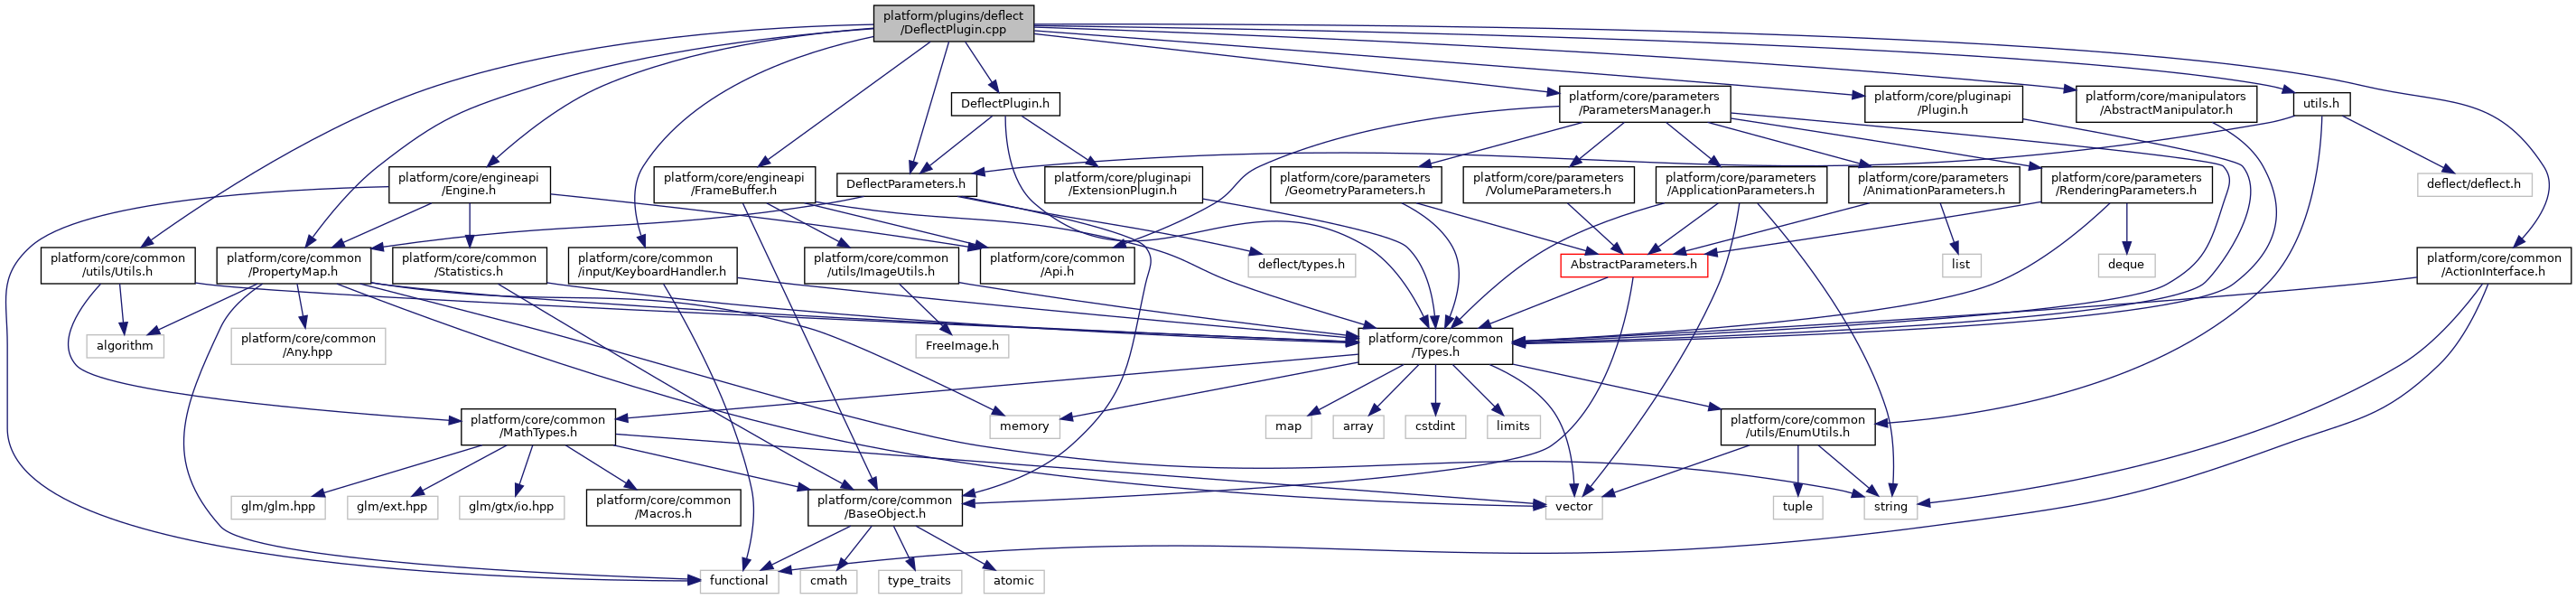 platform/plugins/deflect
/DeflectPlugin.cpp
DeflectPlugin.h
platform/core/parameters
/ParametersManager.h
platform/core/pluginapi
/Plugin.h
platform/core/manipulators
/AbstractManipulator.h
utils.h
platform/core/engineapi
/Engine.h
platform/core/engineapi
/FrameBuffer.h
DeflectParameters.h
platform/core/pluginapi
/ExtensionPlugin.h
platform/core/parameters
/GeometryParameters.h
platform/core/parameters
/VolumeParameters.h
platform/core/parameters
/ApplicationParameters.h
platform/core/parameters
/AnimationParameters.h
platform/core/parameters
/RenderingParameters.h
deflect/deflect.h
platform/core/common
/utils/Utils.h
platform/core/common
/PropertyMap.h
platform/core/common
/Statistics.h
platform/core/common
/input/KeyboardHandler.h
platform/core/common
/utils/ImageUtils.h
platform/core/common
/Api.h
deflect/types.h
AbstractParameters.h
list
deque
platform/core/common
/ActionInterface.h
algorithm
platform/core/common
/Any.hpp
FreeImage.h
platform/core/common
/Types.h
platform/core/common
/MathTypes.h
memory
map
array
cstdint
limits
platform/core/common
/utils/EnumUtils.h
glm/glm.hpp
glm/ext.hpp
glm/gtx/io.hpp
platform/core/common
/Macros.h
platform/core/common
/BaseObject.h
vector
tuple
string
functional
cmath
type_traits
atomic